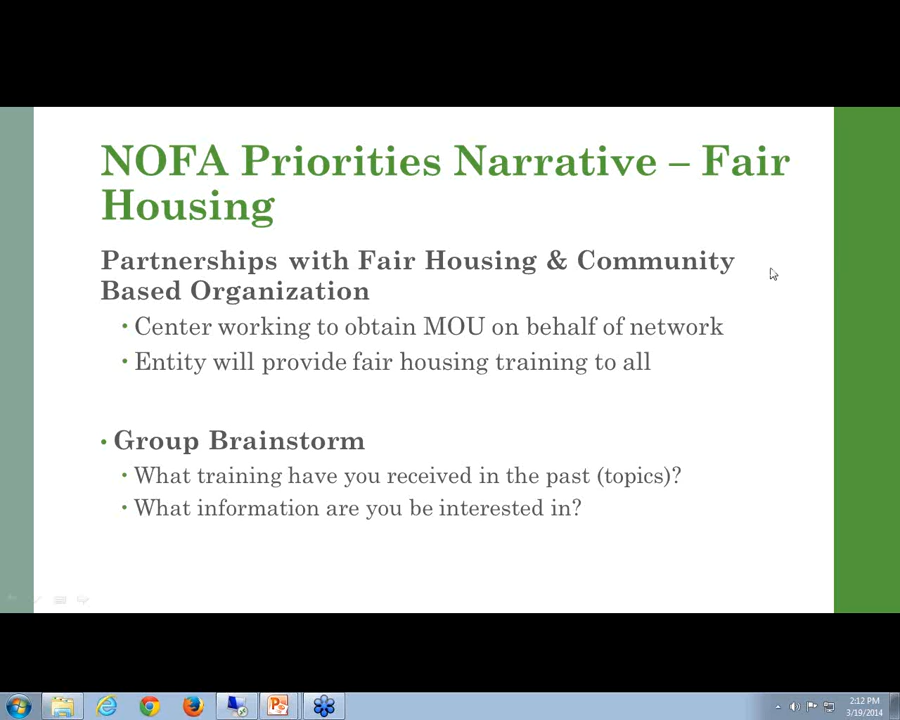 NOFA Priorities Narrative – Fair
Housing
Partnerships with Fair Housing & Community
Based Organization
• Center working to obtain MOU on behalf of network
• Entity will provide fair housing training to all
• Group Brainstorm
• What training have you received in the past (topics)?
• What information are you be interested in?
2:12 PM
3/19/2014